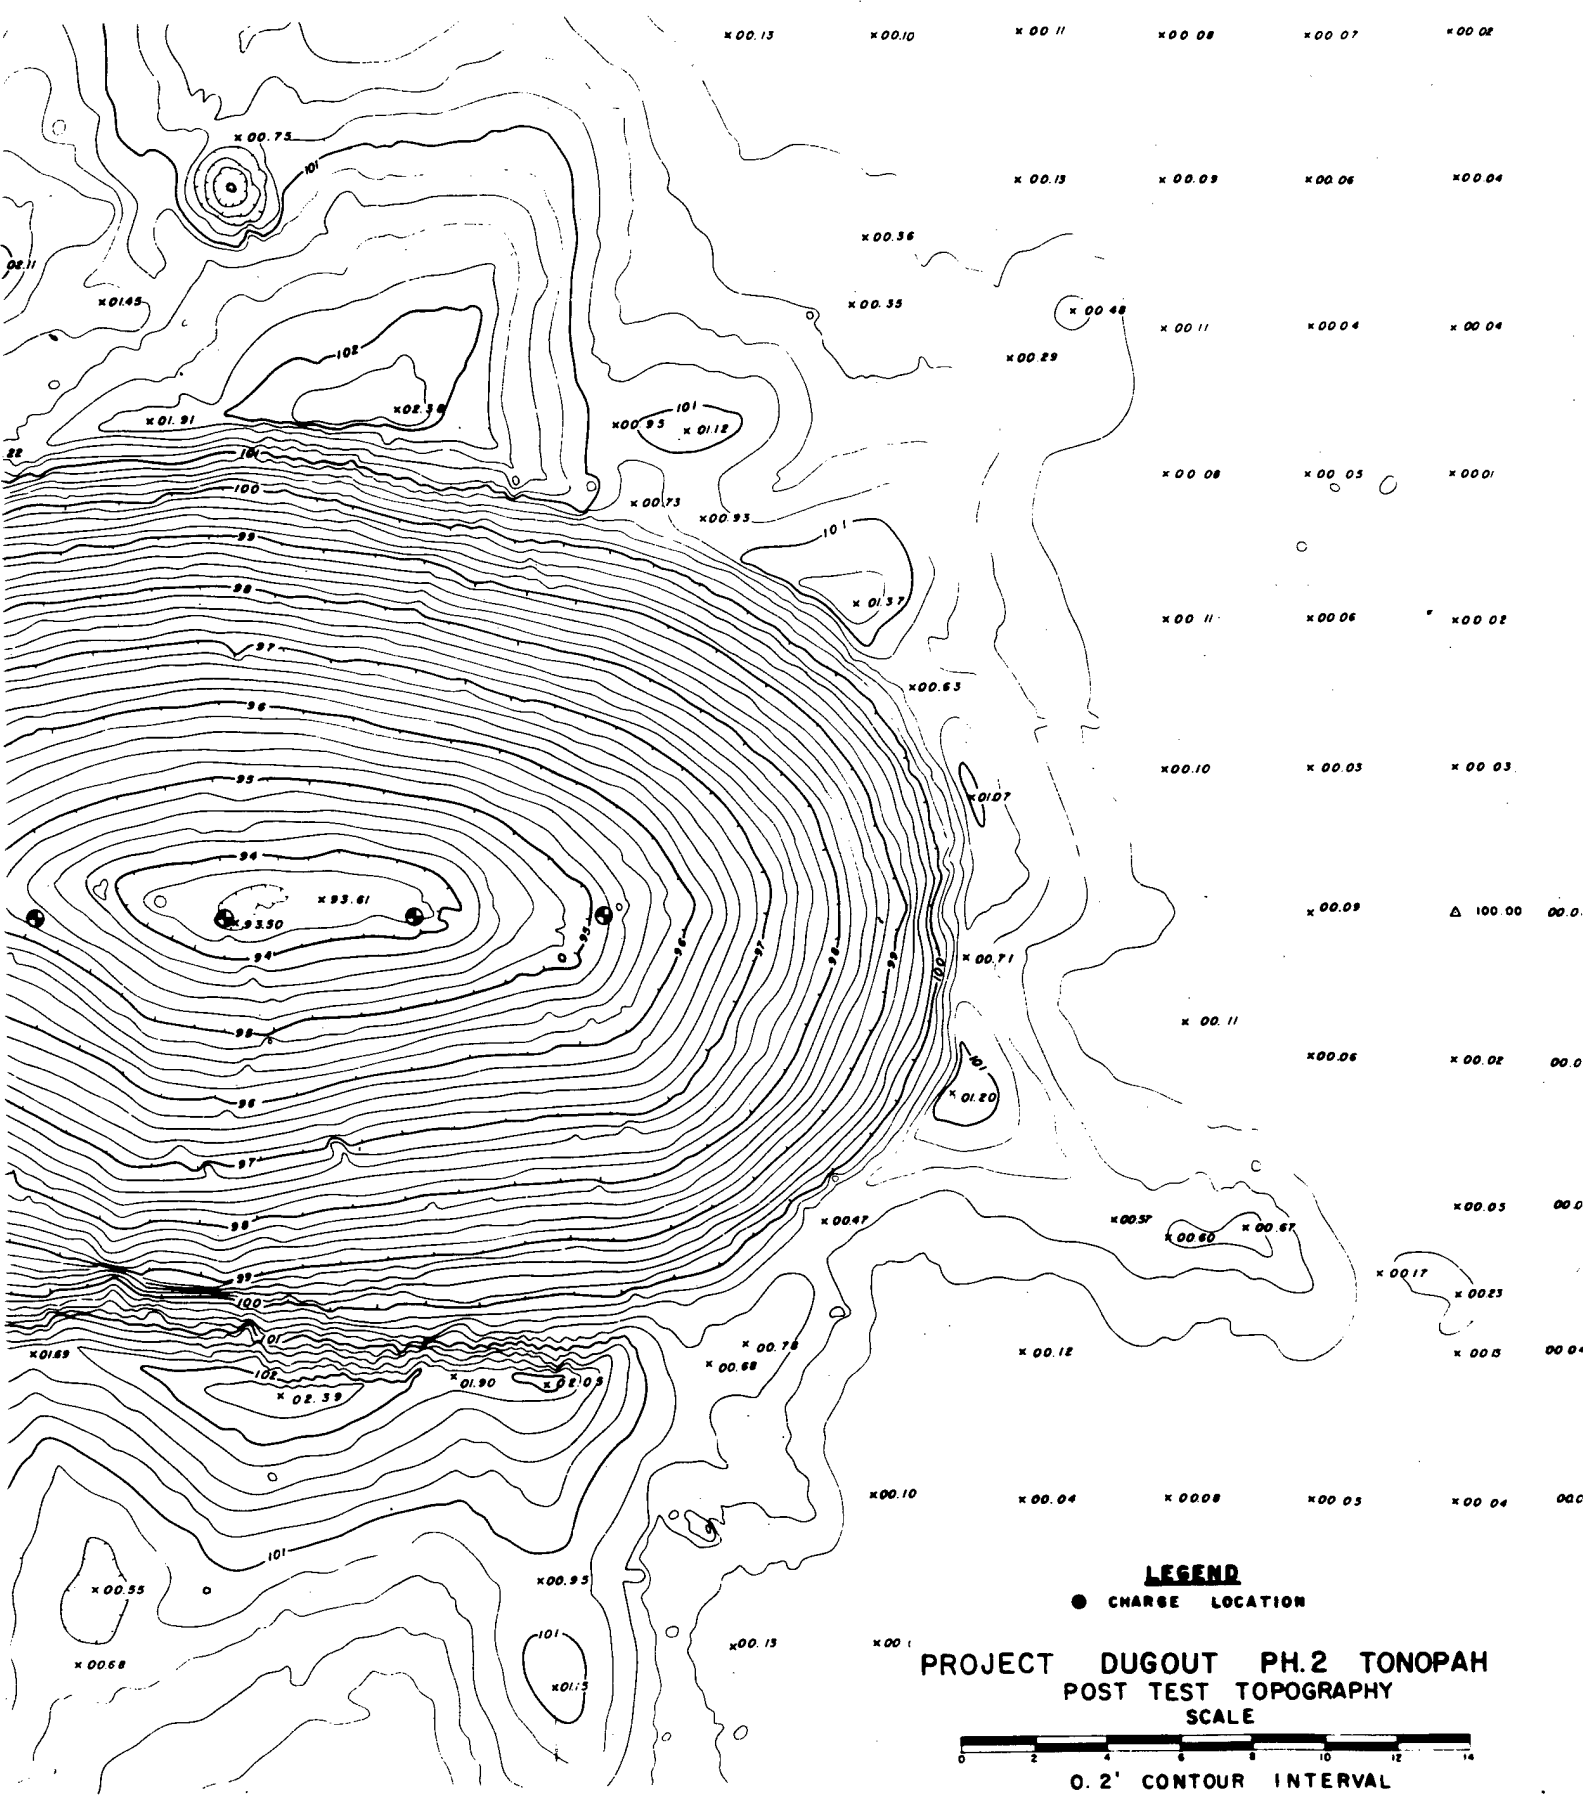 ×00.13 ×00.10 ×00 11 ×00 08 ×00 07 ×00 02
×00.75
101
×00.13 ×00.09 ×00.06 ×00.04
×00.36
02.11
×01.45 ×00.35 ×00 48
×00 11 ×00 04 ×00 04
102 ×00.29
×02.38 101
×01.91 ×00.93 ×01.12
22 101
×00 08 ×00 05 ×00 01
100 ×00.73 ×00.93
99 101
98 ×01.37
×00 11 ×00 06 ×00 02
97
×00.63
96
95 ×00.10 ×00.03 ×00 03
×01.07
94
×93.61
×93.50 ×00.09 △ 100.00
94 95 96 97 98 99 100 ×00.71
×00.11
95
×00.06 ×00.02
96 101
×01.20
97
98 ×00.47 ×00.57 ×00.60 ×00.67 ×00.03
99 ×00 17
100 ×00 23
01
×01.69 ×00.78 ×00.12 ×00 15 00 04
×00.68
102 ×01.90 ×02.05
×02.39
×00.10 ×00.04 ×00 08 ×00 03 ×00 04
101
×00.55 ×00.95
LEGEND
● CHARGE LOCATION
101 ×00.13
×00 68
×01.15
PROJECT DUGOUT PH.2 TONOPAH
POST TEST TOPOGRAPHY
SCALE
0 2 4 6 8 10 12 14
0.2' CONTOUR INTERVAL